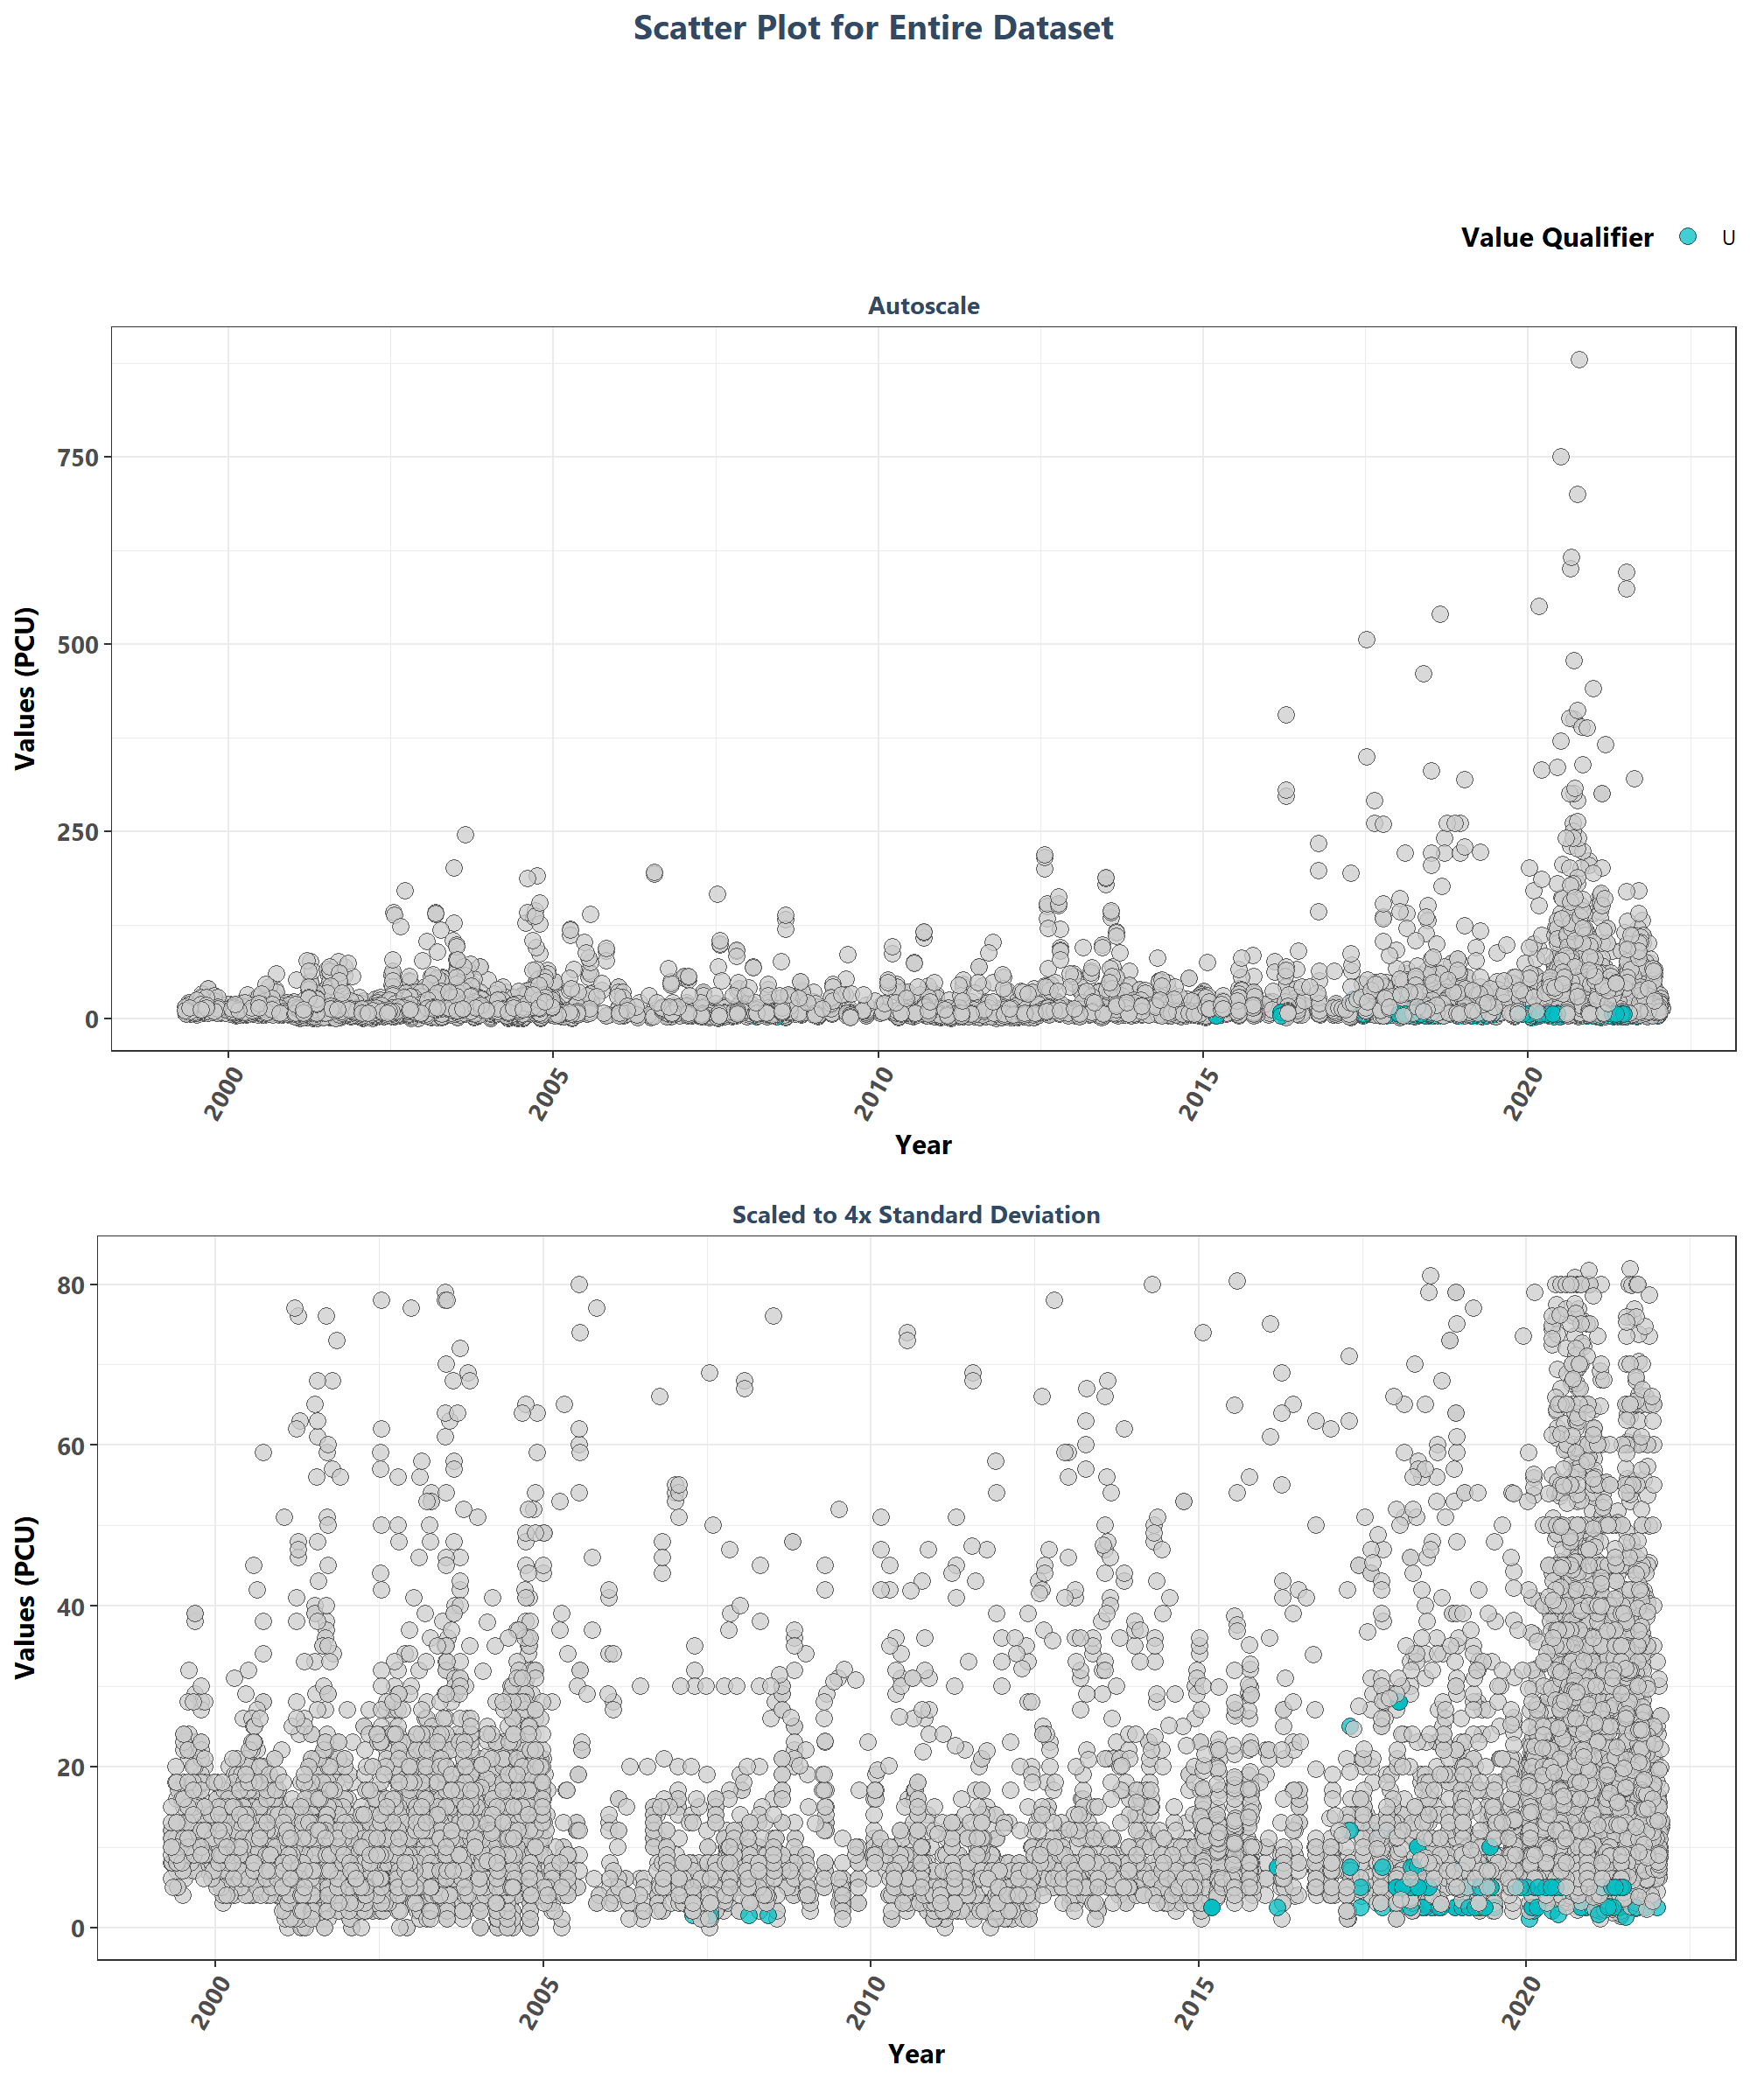 Scatter Plot for Entire Dataset
Value Qualifier U
Autoscale
Values (PCU)
750
500
250
0
2000 2005 2010 2015 2020
Year
Scaled to 4x Standard Deviation
Values (PCU)
80
60
40
20
0
2000 2005 2010 2015 2020
Year